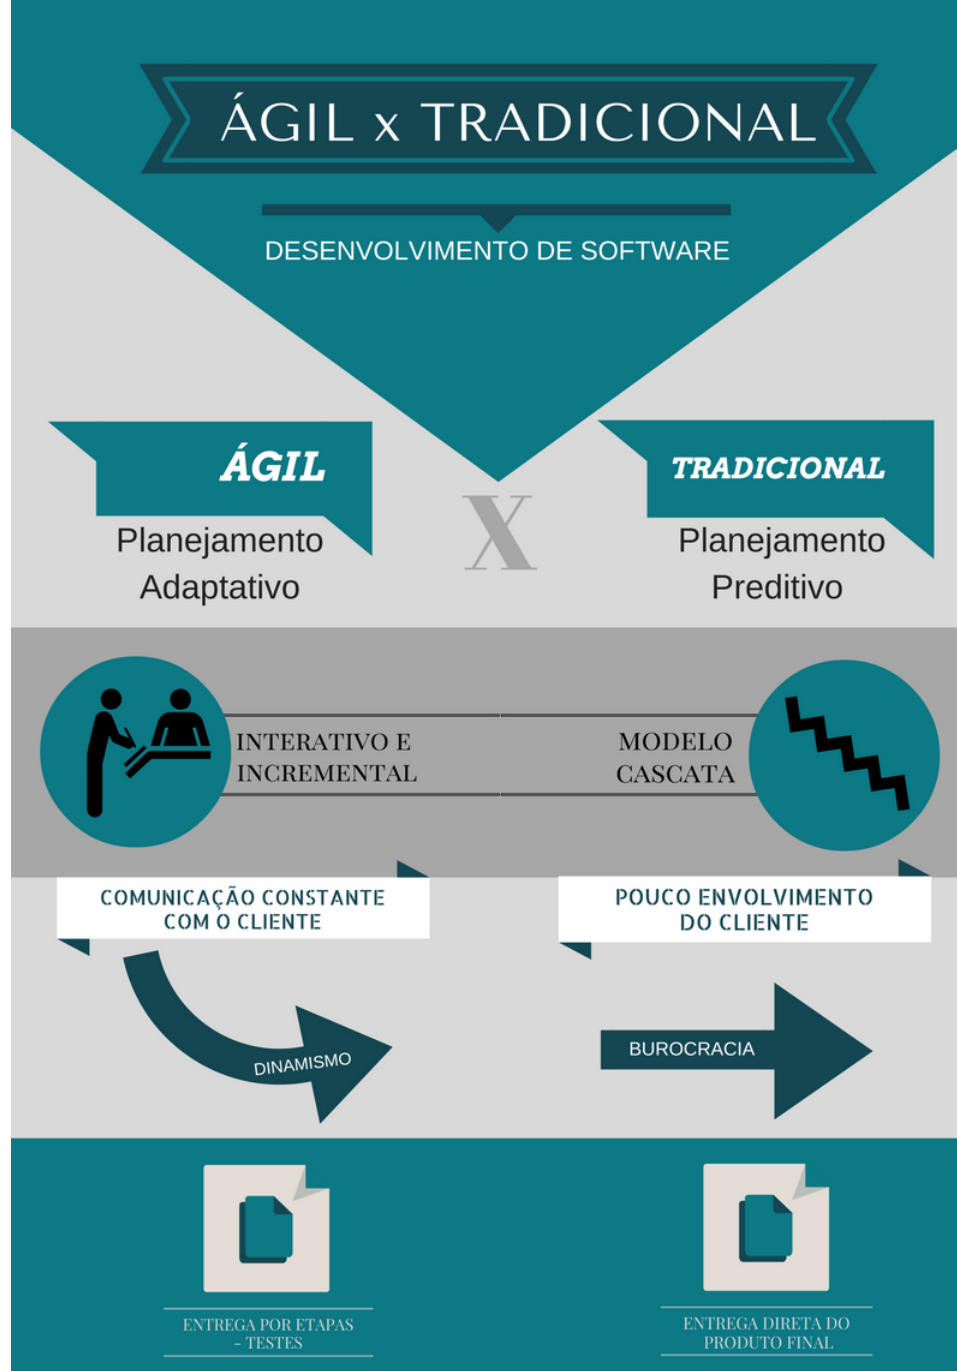 ÁGIL x TRADICIONAL
DESENVOLVIMENTO DE SOFTWARE
ÁGIL
Planejamento
Adaptativo
X
TRADICIONAL
Planejamento
Preditivo
INTERATIVO E
INCREMENTAL
MODELO
CASCATA
COMUNICAÇÃO CONSTANTE
COM O CLIENTE
POUCO ENVOLVIMENTO
DO CLIENTE
DINAMISMO
BUROCRACIA
ENTREGA POR ETAPAS
- TESTES
ENTREGA DIRETA DO
PRODUTO FINAL